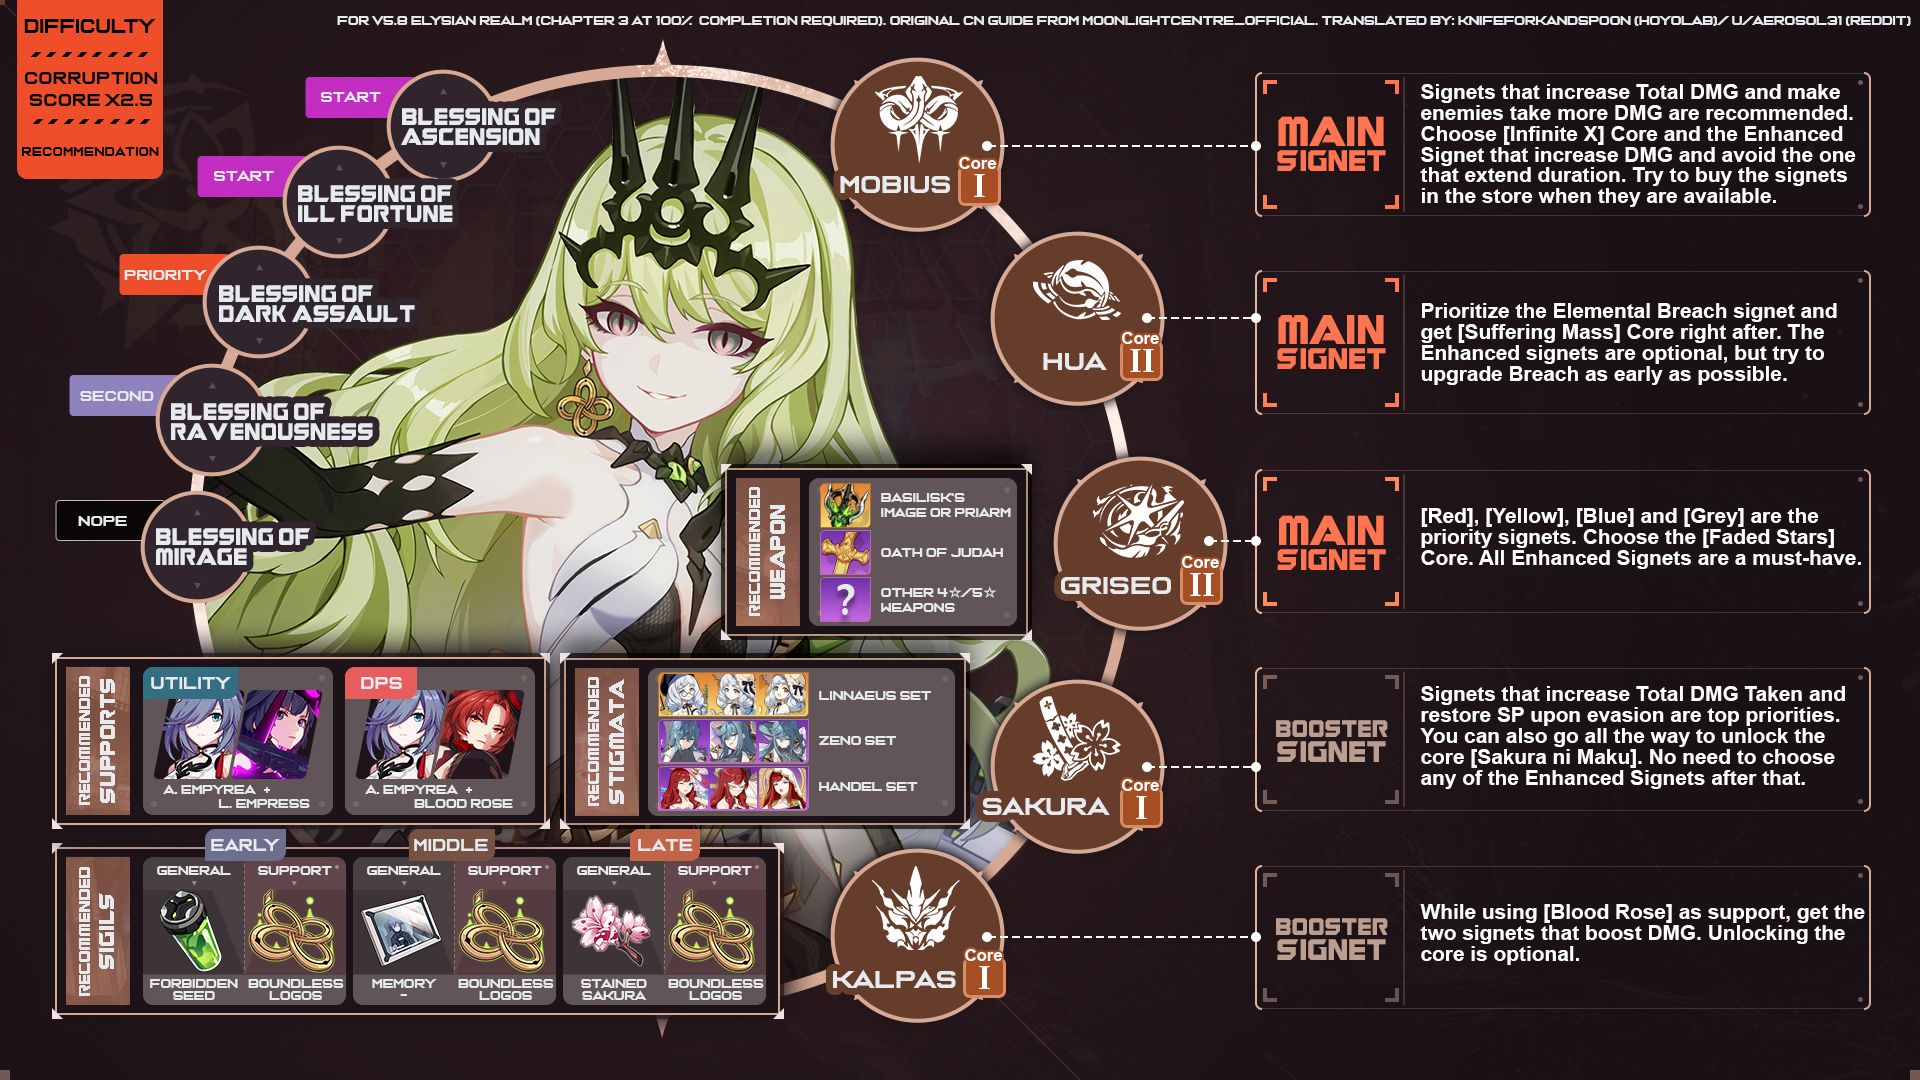 DIFFICULTY
CORRUPTION
SCORE X2.5
RECOMMENDATION
FOR V5.8 ELYSIAN REALM (CHAPTER 3 AT 100% COMPLETION REQUIRED). ORIGINAL CN GUIDE FROM MOONLIGHTCENTRE_OFFICIAL. TRANSLATED BY: KNIFEFORKANDSPOON (HOYOLAB)/ U/AEROSOL31 (REDDIT)
START
BLESSING OF
ASCENSION
START
BLESSING OF
ILL FORTUNE
PRIORITY
BLESSING OF
DARK ASSAULT
SECOND
BLESSING OF
RAVENOUSNESS
NOPE
BLESSING OF
MIRAGE
MOBIUS
Core
I
MAIN
SIGNET
Signets that increase Total DMG and make
enemies take more DMG are recommended.
Choose [Infinite X] Core and the Enhanced
Signet that increase DMG and avoid the one
that extend duration. Try to buy the signets
in the store when they are available.
HUA
Core
II
MAIN
SIGNET
Prioritize the Elemental Breach signet and
get [Suffering Mass] Core right after. The
Enhanced signets are optional, but try to
upgrade Breach as early as possible.
GRISEO
Core
II
MAIN
SIGNET
[Red], [Yellow], [Blue] and [Grey] are the
priority signets. Choose the [Faded Stars]
Core. All Enhanced Signets are a must-have.
SAKURA
Core
I
BOOSTER
SIGNET
Signets that increase Total DMG Taken and
restore SP upon evasion are top priorities.
You can also go all the way to unlock the
core [Sakura ni Maku]. No need to choose
any of the Enhanced Signets after that.
KALPAS
Core
I
BOOSTER
SIGNET
While using [Blood Rose] as support, get the
two signets that boost DMG. Unlocking the
core is optional.
RECOMMENDED
WEAPON
BASILISK'S
IMAGE OR PRIARM
OATH OF JUDAH
?
OTHER 4☆/5☆
WEAPONS
RECOMMENDED
SUPPORTS
UTILITY
A. EMPYREA +
L. EMPRESS
DPS
A. EMPYREA +
BLOOD ROSE
RECOMMENDED
STIGMATA
LINNAEUS SET
ZENO SET
HANDEL SET
RECOMMENDED
SIGILS
EARLY
GENERAL
FORBIDDEN
SEED
SUPPORT
BOUNDLESS
LOGOS
MIDDLE
GENERAL
MEMORY
-
SUPPORT
BOUNDLESS
LOGOS
LATE
GENERAL
STAINED
SAKURA
SUPPORT
BOUNDLESS
LOGOS